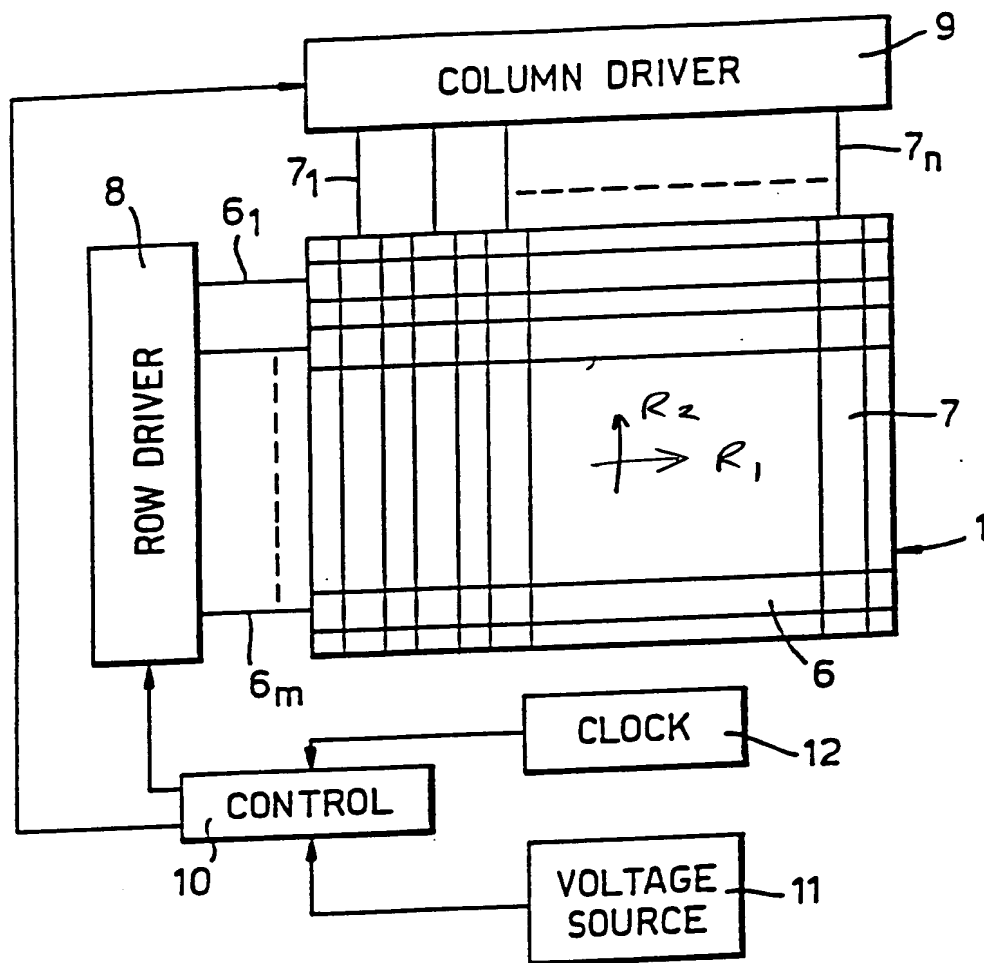 9
COLUMN DRIVER
7₁
7ₙ
8
6₁
ROW DRIVER
R₂
R₁
7
1
6
6ₘ
CLOCK
12
CONTROL
10
VOLTAGE
SOURCE
11